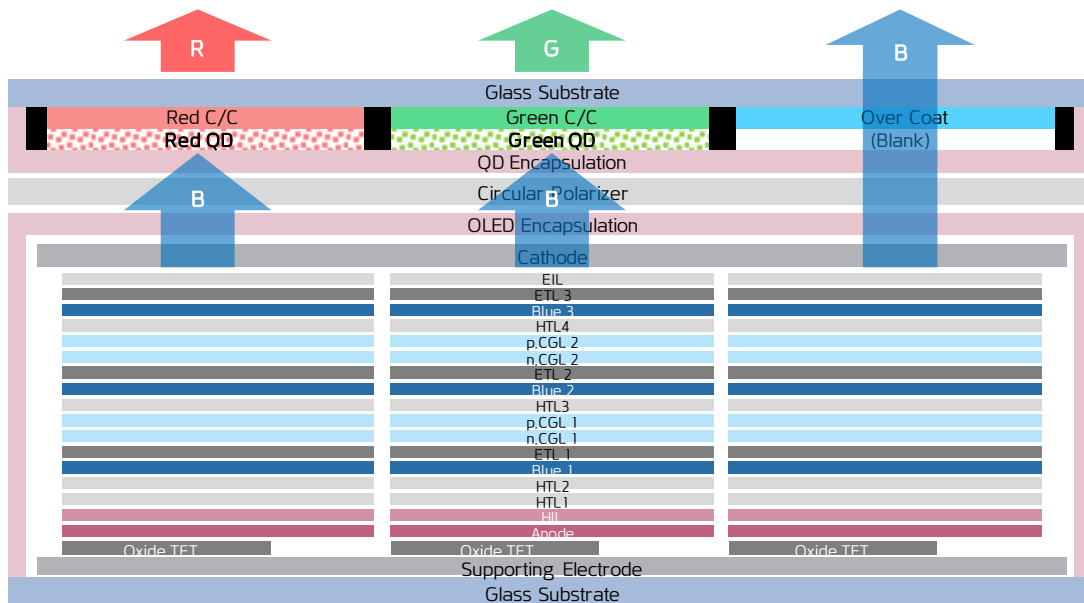 R
G
B
Glass Substrate
Red C/C
Green C/C
Over Coat
Red QD
Green QD
(Blank)
QD Encapsulation
Circular Polarizer
B
B
OLED Encapsulation
Cathode
EIL
ETL 3
Blue 3
HTL4
p,CGL 2
n,CGL 2
ETL 2
Blue 2
HTL3
p,CGL 1
n,CGL 1
ETL 1
Blue 1
HTL2
HTL1
HIL
Anode
Oxide TFT
Oxide TFT
Oxide TFT
Supporting Electrode
Glass Substrate